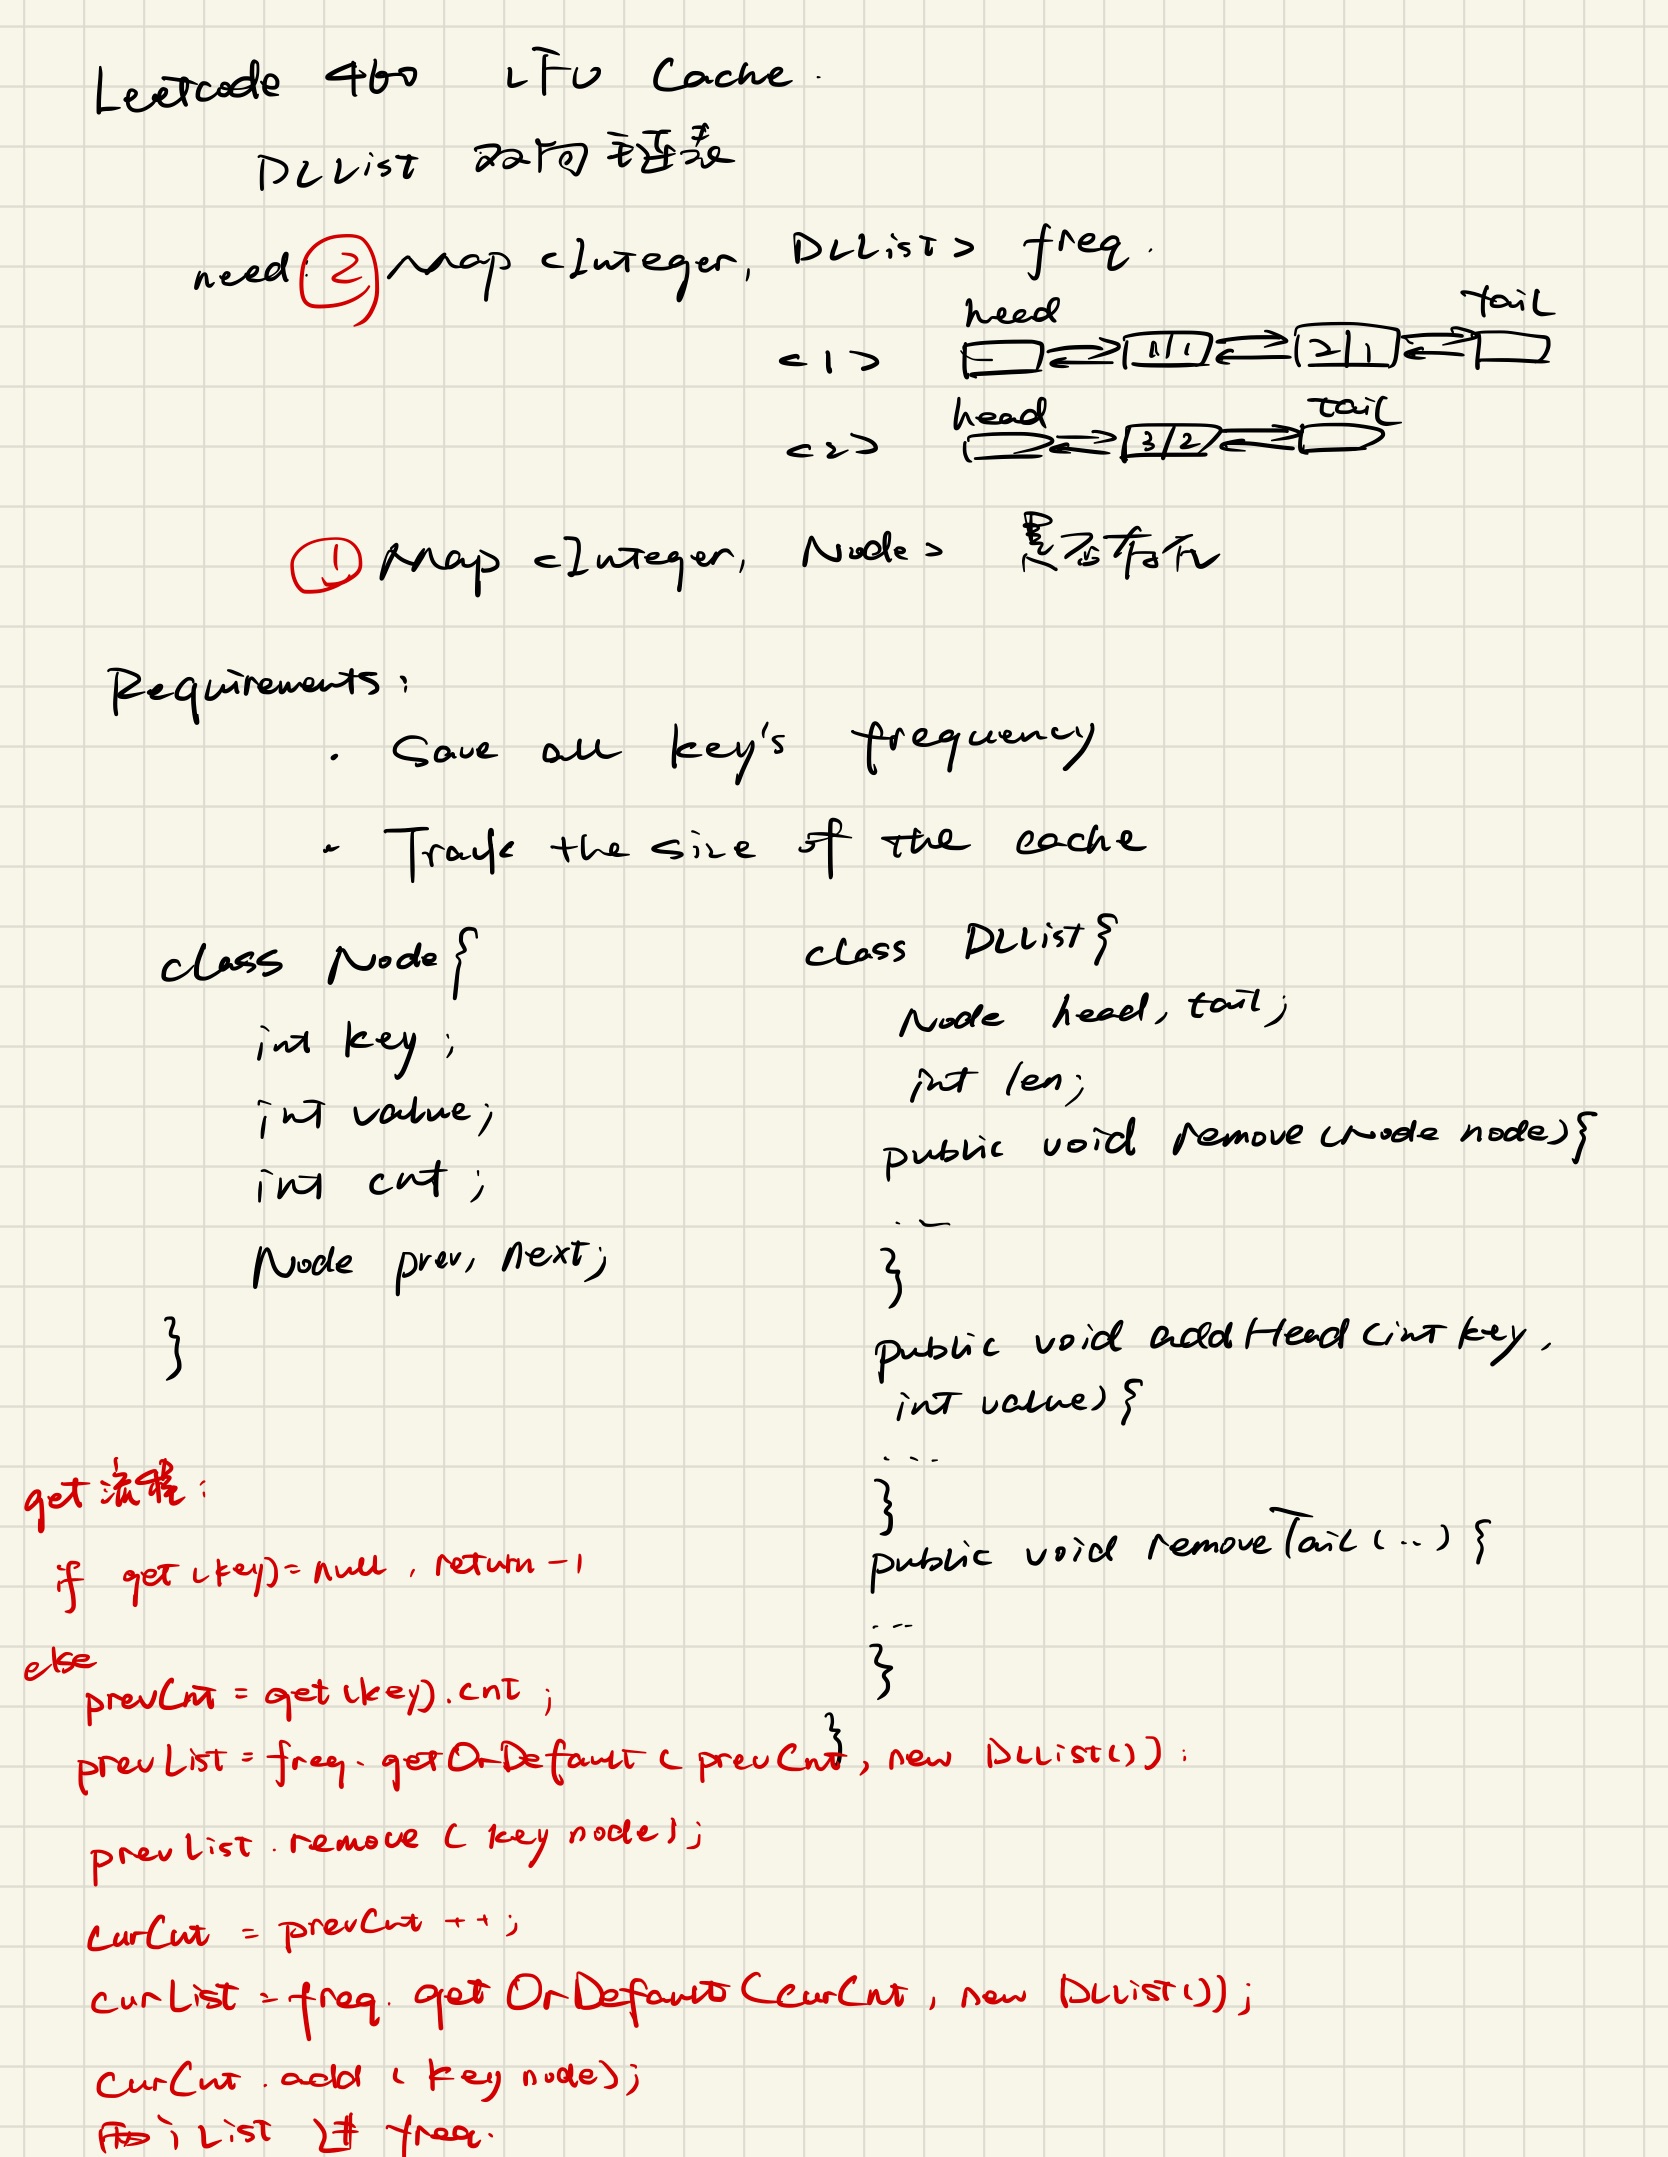 Leetcode 460 LFU Cache.
DLList 双向链表
need: ② Map <Integer, DLList> freq.
head tail
<1> 1/1 2|1
head tail
<2> 3/2
① Map <Integer, Node> 是否存在
Requirements:
· Save all key's frequency
· Track the size of the cache
class Node{
int key;
int value;
int cnt;
Node prev, next;
}
class DLList{
Node head, tail;
int len;
public void remove (Node node){
...
}
public void addHead (int key,
int value){
...
}
public void removeTail (...) {
...
}
}
get流程:
if get(key)=null, return -1
else
prevCnt = get(key).cnt;
prevList = freq.getOrDefault (prevCnt, new DLList());
prevList.remove (key node);
curCnt = prevCnt ++;
curList = freq.getOrDefault (curCnt, new DLList());
curCnt.add (key node);
List 进 freq.